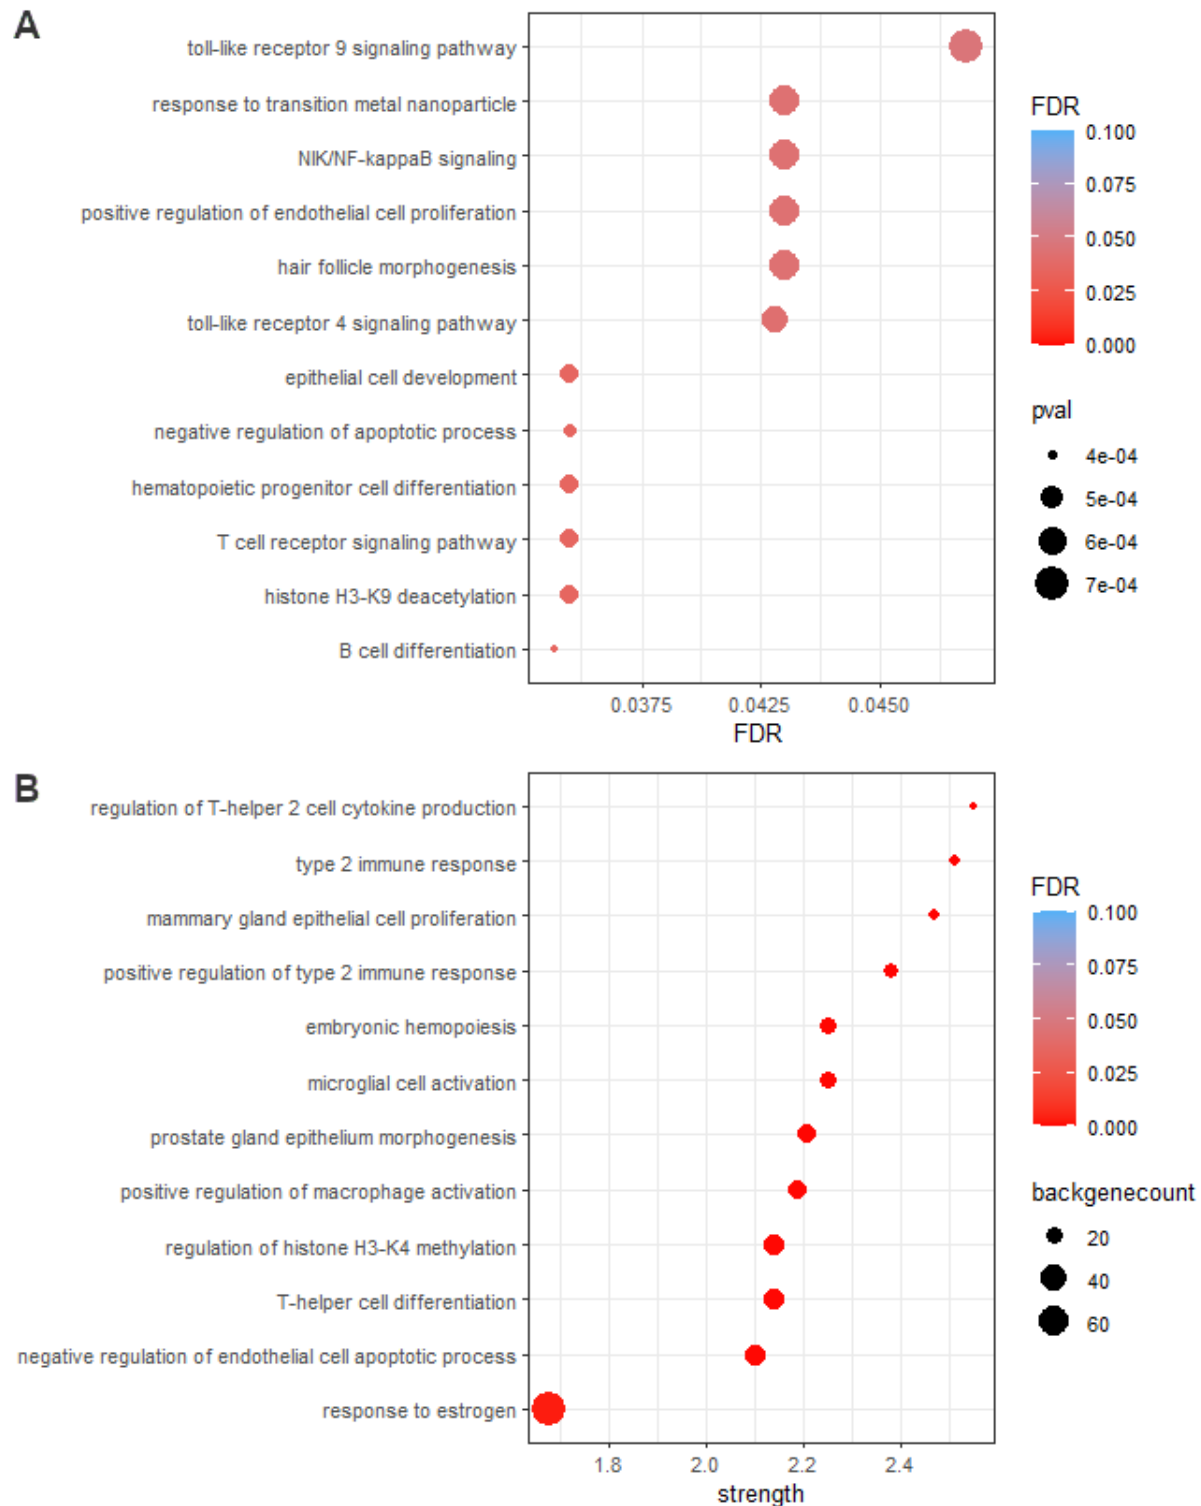 A
toll-like receptor 9 signaling pathway
response to transition metal nanoparticle
NIK/NF-kappaB signaling
positive regulation of endothelial cell proliferation
hair follicle morphogenesis
toll-like receptor 4 signaling pathway
epithelial cell development
negative regulation of apoptotic process
hematopoietic progenitor cell differentiation
T cell receptor signaling pathway
histone H3-K9 deacetylation
B cell differentiation
0.0375 0.0425 0.0450
FDR
FDR
0.100
0.075
0.050
0.025
0.000
pval
4e-04
5e-04
6e-04
7e-04
B
regulation of T-helper 2 cell cytokine production
type 2 immune response
mammary gland epithelial cell proliferation
positive regulation of type 2 immune response
embryonic hemopoiesis
microglial cell activation
prostate gland epithelium morphogenesis
positive regulation of macrophage activation
regulation of histone H3-K4 methylation
T-helper cell differentiation
negative regulation of endothelial cell apoptotic process
response to estrogen
1.8 2.0 2.2 2.4
strength
FDR
0.100
0.075
0.050
0.025
0.000
backgenecount
20
40
60